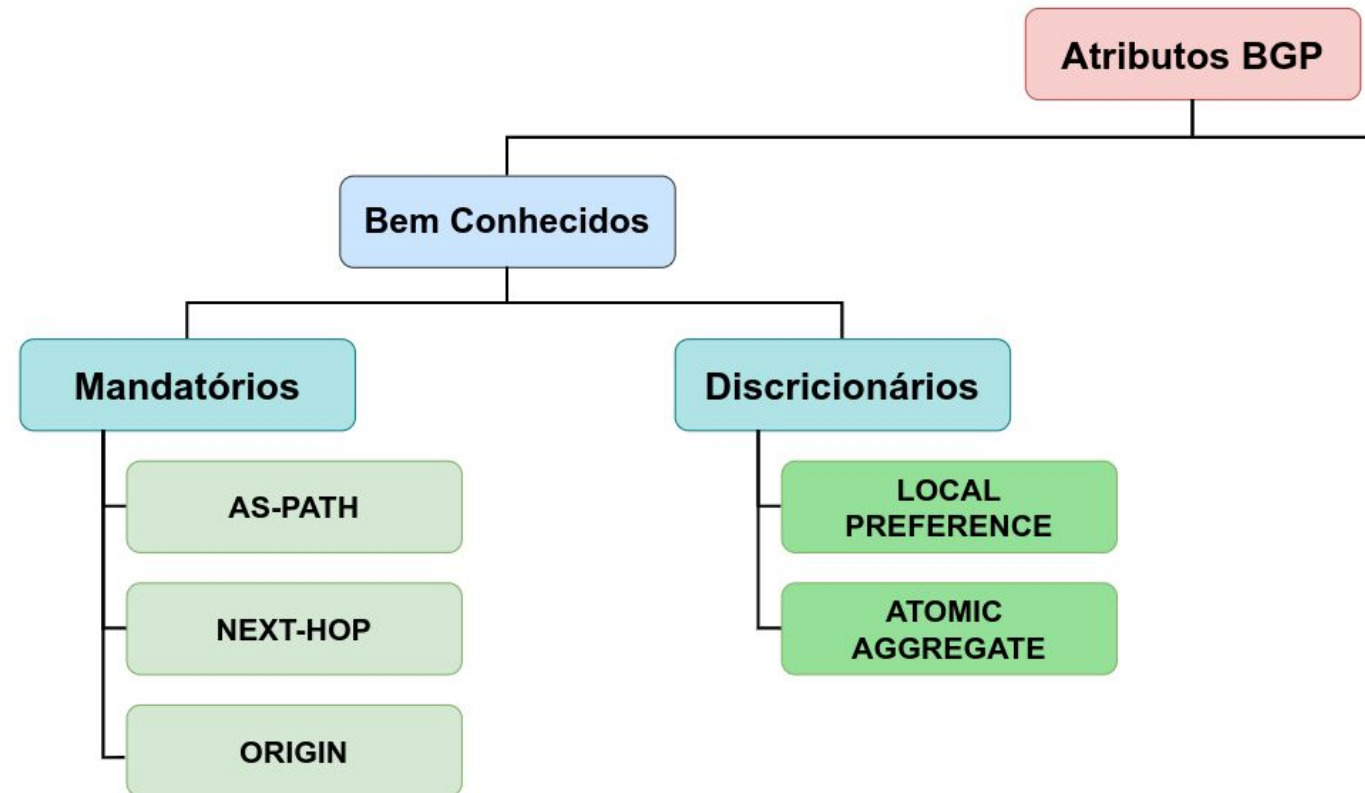 Atributos BGP
Bem Conhecidos
Mandatórios
Discricionários
AS-PATH
LOCAL
PREFERENCE
NEXT-HOP
ATOMIC
AGGREGATE
ORIGIN